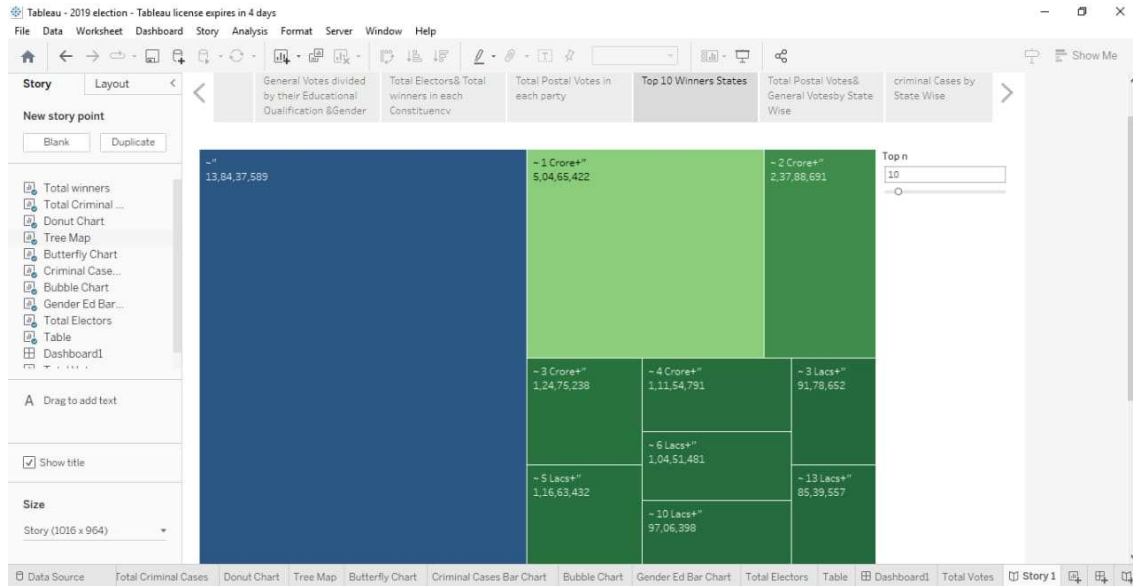 Tableau - 2019 election - Tableau license expires in 4 days
File Data Worksheet Dashboard Story Analysis Format Server Window Help
Show Me
Story Layout
New story point
Blank Duplicate
Total winners
Total Criminal ...
Donut Chart
Tree Map
Butterfly Chart
Criminal Case...
Bubble Chart
Gender Ed Bar...
Total Electors
Table
Dashboard1
A Drag to add text
Show title
Size
Story (1016 x 964)
General Votes divided
by their Educational
Qualification &Gender
Total Electors& Total
winners in each
Constituency
Total Postal Votes in
each party
Top 10 Winners States
Total Postal Votes&
General Votesby State
Wise
criminal Cases by
State Wise
~"
13,84,37,589
~ 1 Crore+"
5,04,65,422
~ 2 Crore+"
2,37,88,691
~ 3 Crore+"
1,24,75,238
~ 4 Crore+"
1,11,54,791
~ 3 Lacs+"
91,78,652
~ 6 Lacs+"
1,04,51,481
~ 5 Lacs+"
1,16,63,432
~ 13 Lacs+"
85,39,557
~ 10 Lacs+"
97,06,398
Top n
10
Data Source Total Criminal Cases Donut Chart Tree Map Butterfly Chart Criminal Cases Bar Chart Bubble Chart Gender Ed Bar Chart Total Electors Table Dashboard1 Total Votes Story 1